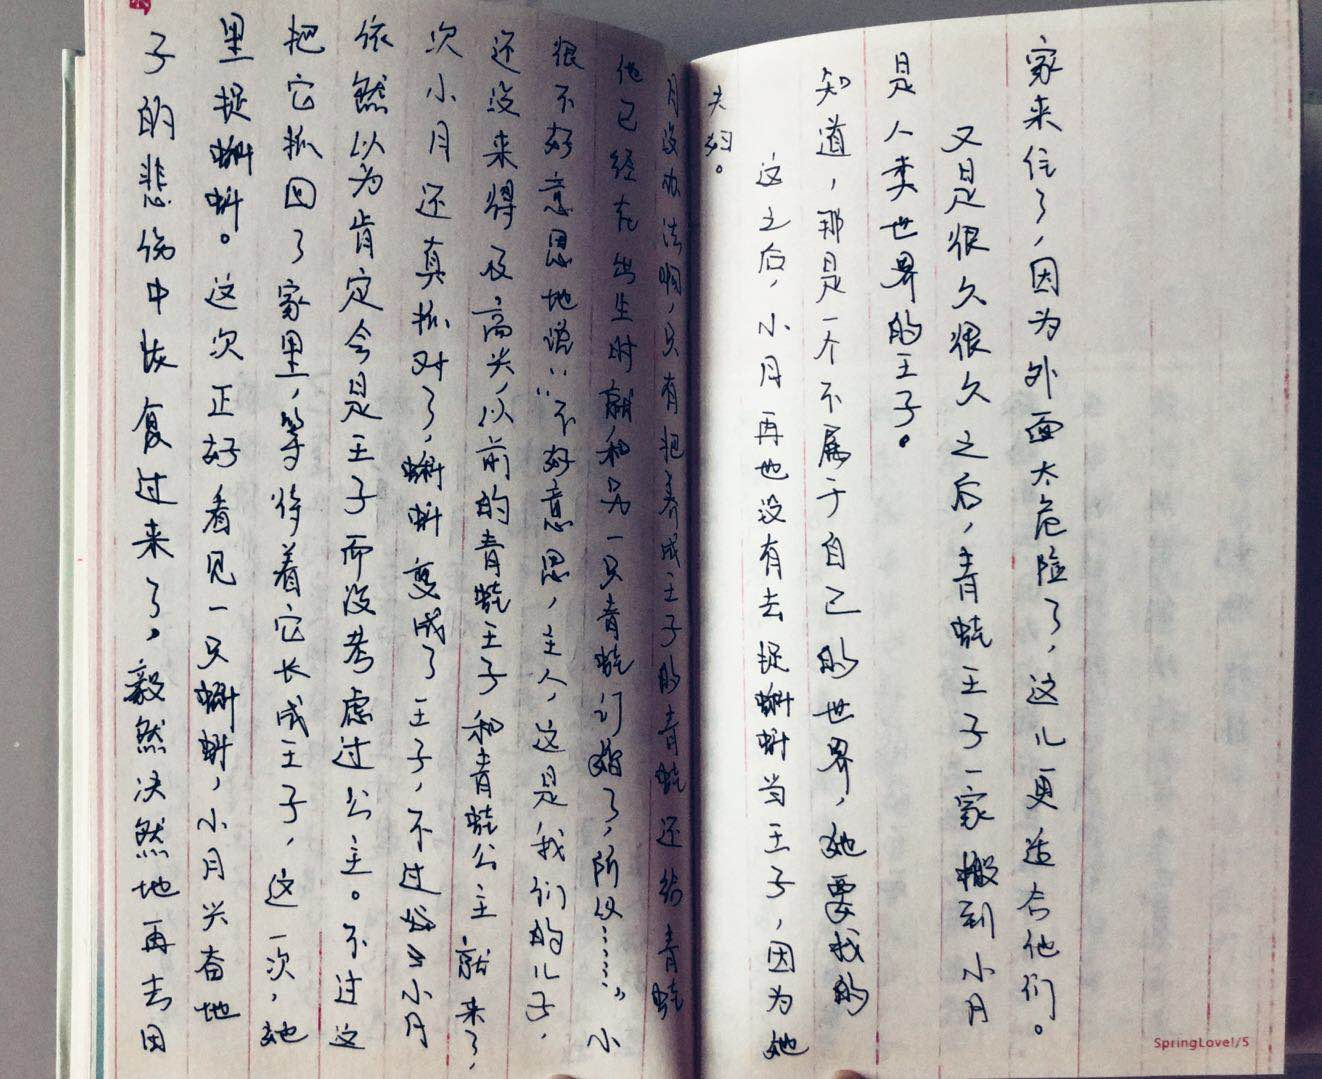 子的悲伤中恢复过来了，毅然决然地再去田
里捉蝌蚪。这次正好看见一只蝌蚪，小月兴奋地
把它抓回了家里，等待着它长成王子，这一次，她
依然以为肯定会是王子而没考虑过公主。不过这
次小月还真抓对了，蝌蚪变成了王子，不过小月
还没来得及高兴，以前的青蛙王子和青蛙公主就来了，
很不好意思地说：“不好意思，主人，这是我们的儿子，
他已经在出生时就和另一只青蛙订婚了，所以……”小
月没办法啊，只有把养成王子的青蛙还给青蛙
夫妇。
这之后，小月再也没有去捉蝌蚪当王子，因为她
知道，那是一个不属于自己的世界，她要找的
是人类世界的王子。
又是很久很久之后，青蛙王子一家搬到小月
家来住了，因为外面太危险了，这儿更适合他们。
SpringLove!/5